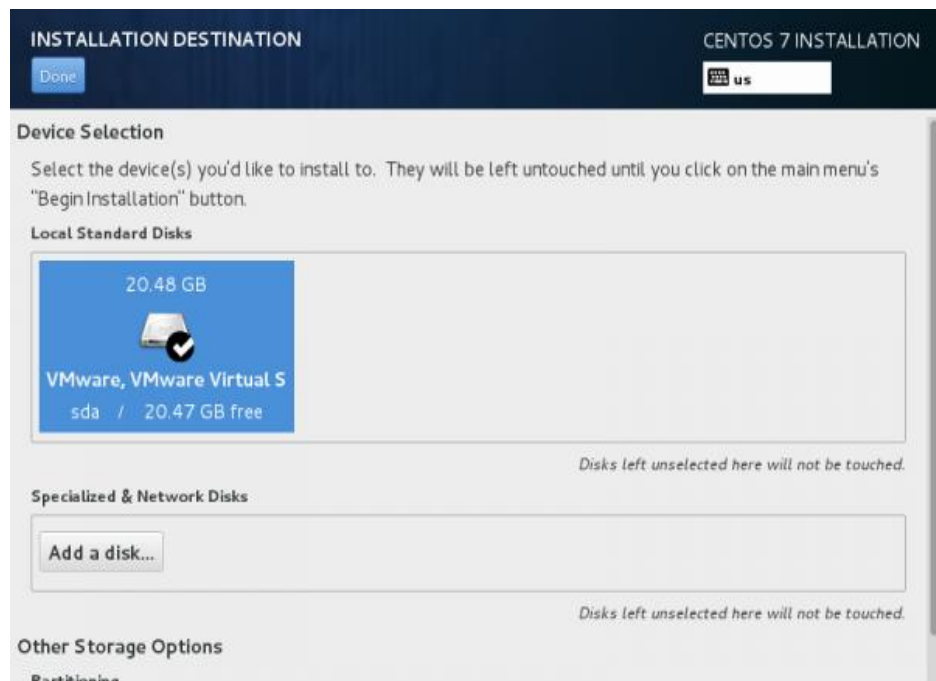 INSTALLATION DESTINATION
CENTOS 7 INSTALLATION
Done
us
Device Selection
Select the device(s) you'd like to install to. They will be left untouched until you click on the main menu's
"Begin Installation" button.
Local Standard Disks
20.48 GB
VMware, VMware Virtual S
sda / 20.47 GB free
Disks left unselected here will not be touched.
Specialized & Network Disks
Add a disk...
Disks left unselected here will not be touched.
Other Storage Options
Partitioning